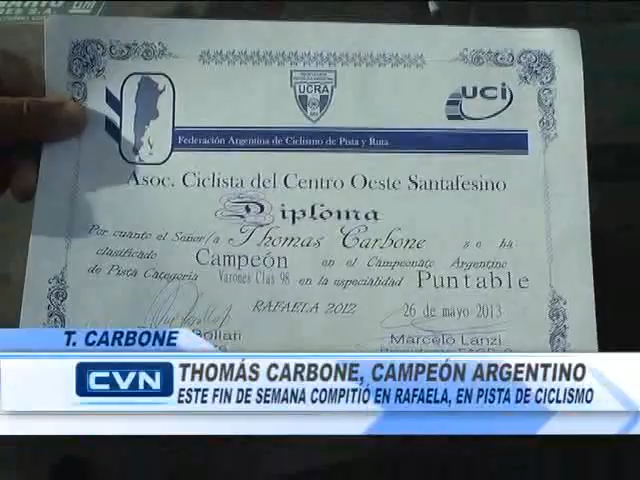 UCRA
UCi
Federación Argentina de Ciclismo de Pista y Ruta
Asoc. Ciclista del Centro Oeste Santafesino
Diploma
Por cuanto el Señor/a Thomas Carbone se ha
clasificado Campeón en el Campeonato Argentino
de Pista Categoria Varones Clas 98 en la especialidad Puntable
RAFAELA 2012 26 de mayo 2013
Marcelo Lanzi
T. CARBONE
CVN
THOMÁS CARBONE, CAMPEÓN ARGENTINO
ESTE FIN DE SEMANA COMPITIÓ EN RAFAELA, EN PISTA DE CICLISMO